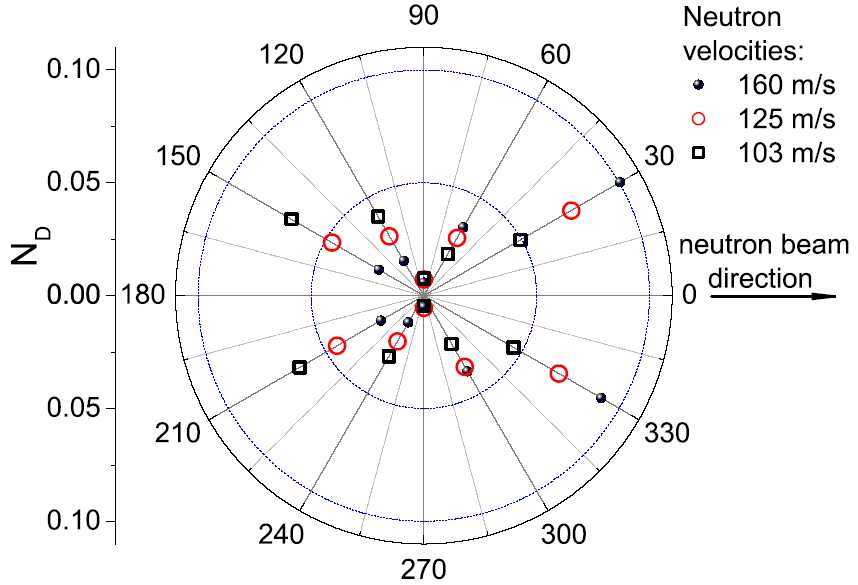 90
Neutron
velocities:
160 m/s
125 m/s
103 m/s
120
60
0.10
150
30
0.05
N_D
neutron beam
direction
0.00
180
0
0.05
210
330
0.10
240
300
270